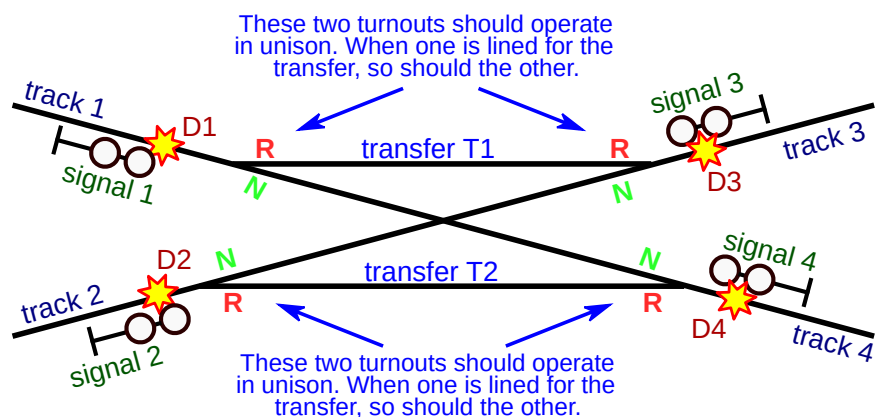 These two turnouts should operate
in unison. When one is lined for the
transfer, so should the other.
track 1
D1
signal 1
R
N
transfer T1
R
N
signal 3
D3
track 3
D2
track 2
signal 2
N
R
transfer T2
N
R
signal 4
D4
track 4
These two turnouts should operate
in unison. When one is lined for the
transfer, so should the other.